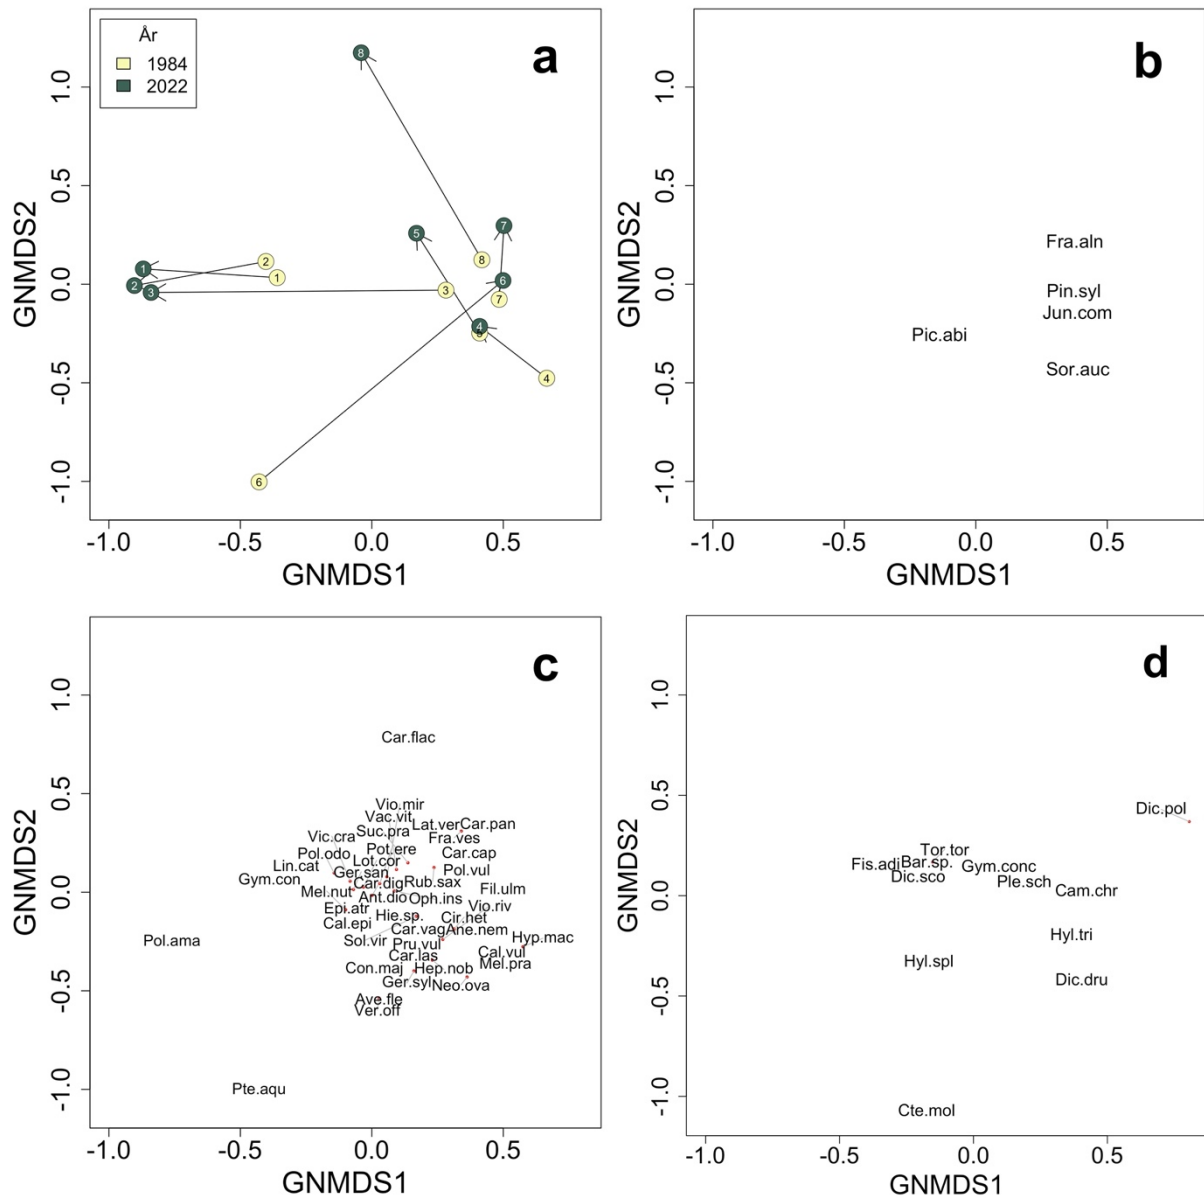 År
1984
2022
a
8
5
7
8
1
2
2
1
3
3
6
7
4
5
4
6
1.0
0.5
0.0
-0.5
-1.0
GNMDS2
-1.0 -0.5 0.0 0.5
GNMDS1
b
Fra.aln
Pin.syl
Jun.com
Pic.abi
Sor.auc
1.0
0.5
0.0
-0.5
-1.0
GNMDS2
-1.0 -0.5 0.0 0.5
GNMDS1
c
Car.flac
Vio.mir
Vac.vit
Suc.pra
Lat.ver
Car.pan
Vic.cra
Fra.ves
Pol.odo
Pot.ere
Car.cap
Lin.cat
Lot.cor
Ger.san
Pol.vul
Gym.con
Car.dig
Rub.sax
Mel.nut
Ant.dio
Oph.ins
Fil.ulm
Epi.atr
Vio.riv
Cal.epi
Hie.sp.
Cir.het
Sol.vir
Car.vag
Ane.nem
Pol.ama
Pru.vul
Hyp.mac
Car.las
Cal.vul
Con.maj
Hep.nob
Mel.pra
Ger.syl
Neo.ova
Ave.fle
Ver.off
Pte.aqu
1.0
0.5
0.0
-0.5
-1.0
GNMDS2
-1.0 -0.5 0.0 0.5
GNMDS1
d
Dic.pol
Tor.tor
Fis.adi
Bar.sp.
Gym.conc
Dic.sco
Ple.sch
Cam.chr
Hyl.tri
Hyl.spl
Dic.dru
Cte.mol
1.0
0.5
0.0
-0.5
-1.0
GNMDS2
-1.0 -0.5 0.0 0.5
GNMDS1